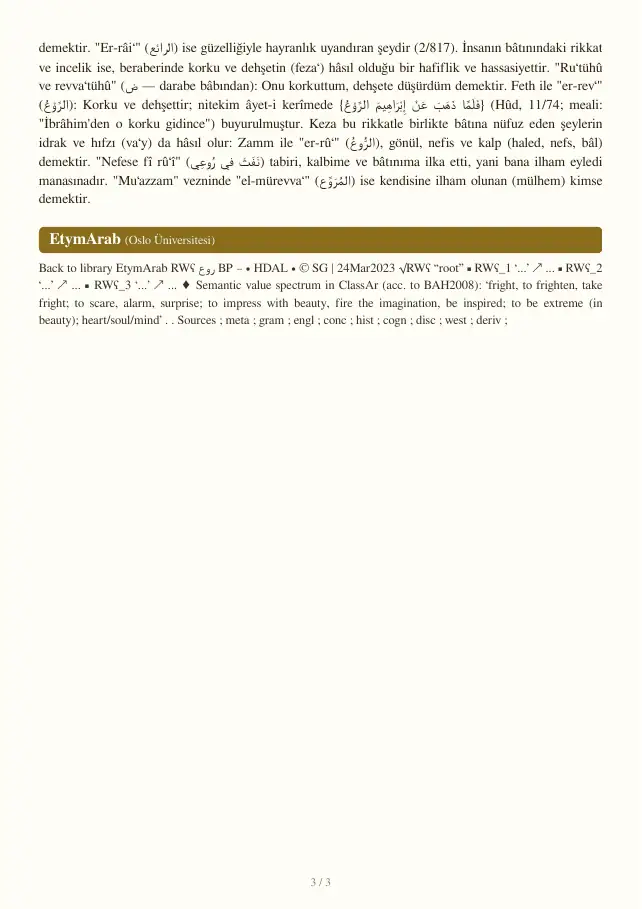 demektir. "Er-râi‘" (الرائع) ise güzelliğiyle hayranlık uyandıran şeydir (2/817). İnsanın bâtınındaki rikkat
ve incelik ise, beraberinde korku ve dehşetin (feza‘) hâsıl olduğu bir hafiflik ve hassasiyettir. "Ru‘tühû
ve revva‘tühû" (ض — darabe bâbından): Onu korkuttum, dehşete düşürdüm demektir. Feth ile "er-rev‘"
(الرَّوْعُ): Korku ve dehşettir; nitekim âyet-i kerîmede {فَلَمَّا ذَهَبَ عَنْ إِبْرَاهِيمَ الرَّوْعُ} (Hûd, 11/74; meali:
"İbrâhim'den o korku gidince") buyurulmuştur. Keza bu rikkatle birlikte bâtına nüfuz eden şeylerin
idrak ve hıfzı (va‘y) da hâsıl olur: Zamm ile "er-rû‘" (الرُّوعُ), gönül, nefis ve kalp (haled, nefs, bâl)
demektir. "Nefese fî rû‘î" (نَفَثَ في رُوعِي) tabiri, kalbime ve bâtınıma ilka etti, yani bana ilham eyledi
manasınadır. "Mu‘azzam" vezninde "el-mürevva‘" (المُرَوَّع) ise kendisine ilham olunan (mülhem) kimse
demektir.
EtymArab (Oslo Üniversitesi)
Back to library EtymArab RWʕ روع BP – • HDAL • © SG | 24Mar2023 √RWʕ “root” ▪ RWʕ_1 ‘...’ ↗ ... ▪ RWʕ_2
‘...’ ↗ ... ▪ RWʕ_3 ‘...’ ↗ ... ♦ Semantic value spectrum in ClassAr (acc. to BAH2008): ‘fright, to frighten, take
fright; to scare, alarm, surprise; to impress with beauty, fire the imagination, be inspired; to be extreme (in
beauty); heart/soul/mind’ . . Sources ; meta ; gram ; engl ; conc ; hist ; cogn ; disc ; west ; deriv ;
3 / 3